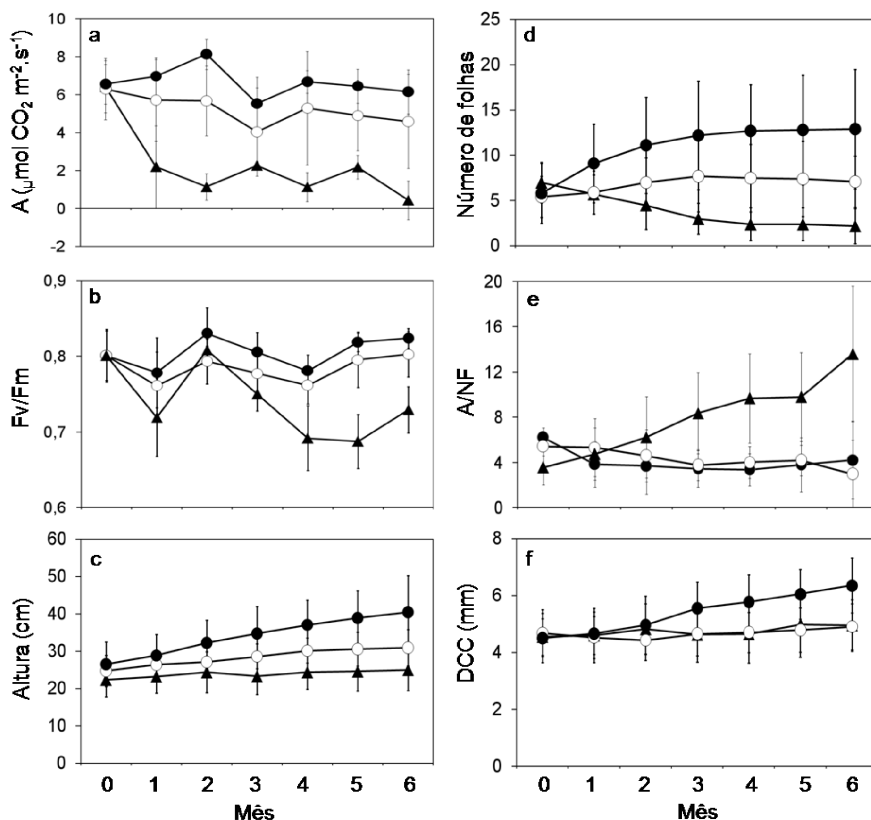 a
A (μmol CO₂ m⁻².s⁻¹)
10
8
6
4
2
0
-2
b
Fv/Fm
0,9
0,8
0,7
0,6
c
Altura (cm)
60
50
40
30
20
10
0
0 1 2 3 4 5 6
Mês
d
Número de folhas
25
20
15
10
5
0
e
A/NF
20
16
12
8
4
0
f
DCC (mm)
8
6
4
2
0
0 1 2 3 4 5 6
Mês